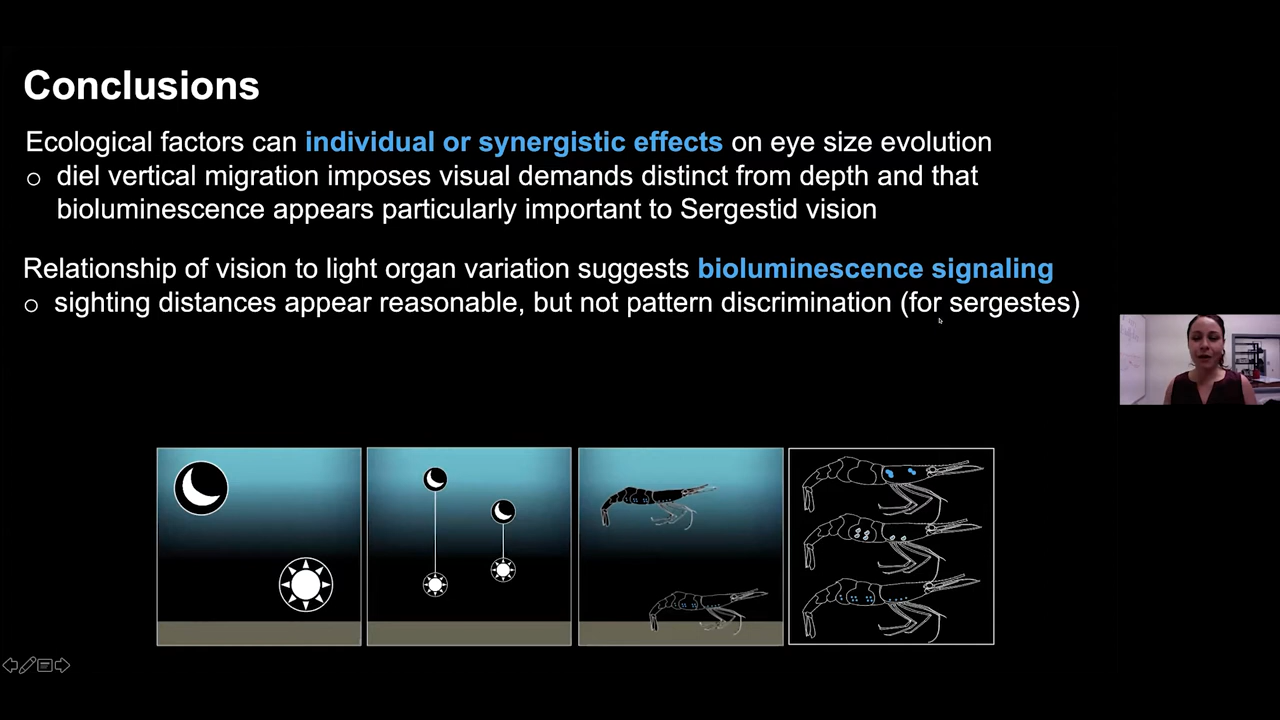 Conclusions
Ecological factors can individual or synergistic effects on eye size evolution
o diel vertical migration imposes visual demands distinct from depth and that
bioluminescence appears particularly important to Sergestid vision
Relationship of vision to light organ variation suggests bioluminescence signaling
o sighting distances appear reasonable, but not pattern discrimination (for sergestes)